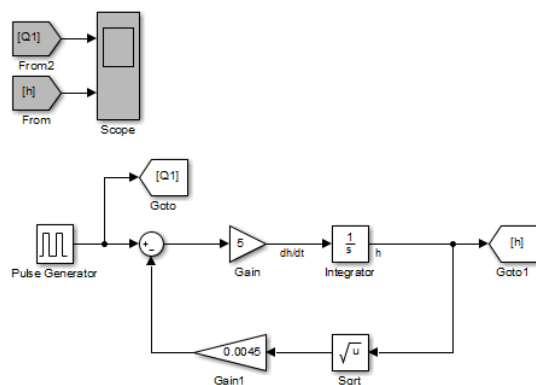 [Q1]
From2
[h]
From
Scope
[Q1]
Goto
Pulse Generator
+
−
5
Gain
dh/dt
1
s
Integrator
h
[h]
Goto1
0.0045
Gain1
√u
Sqrt